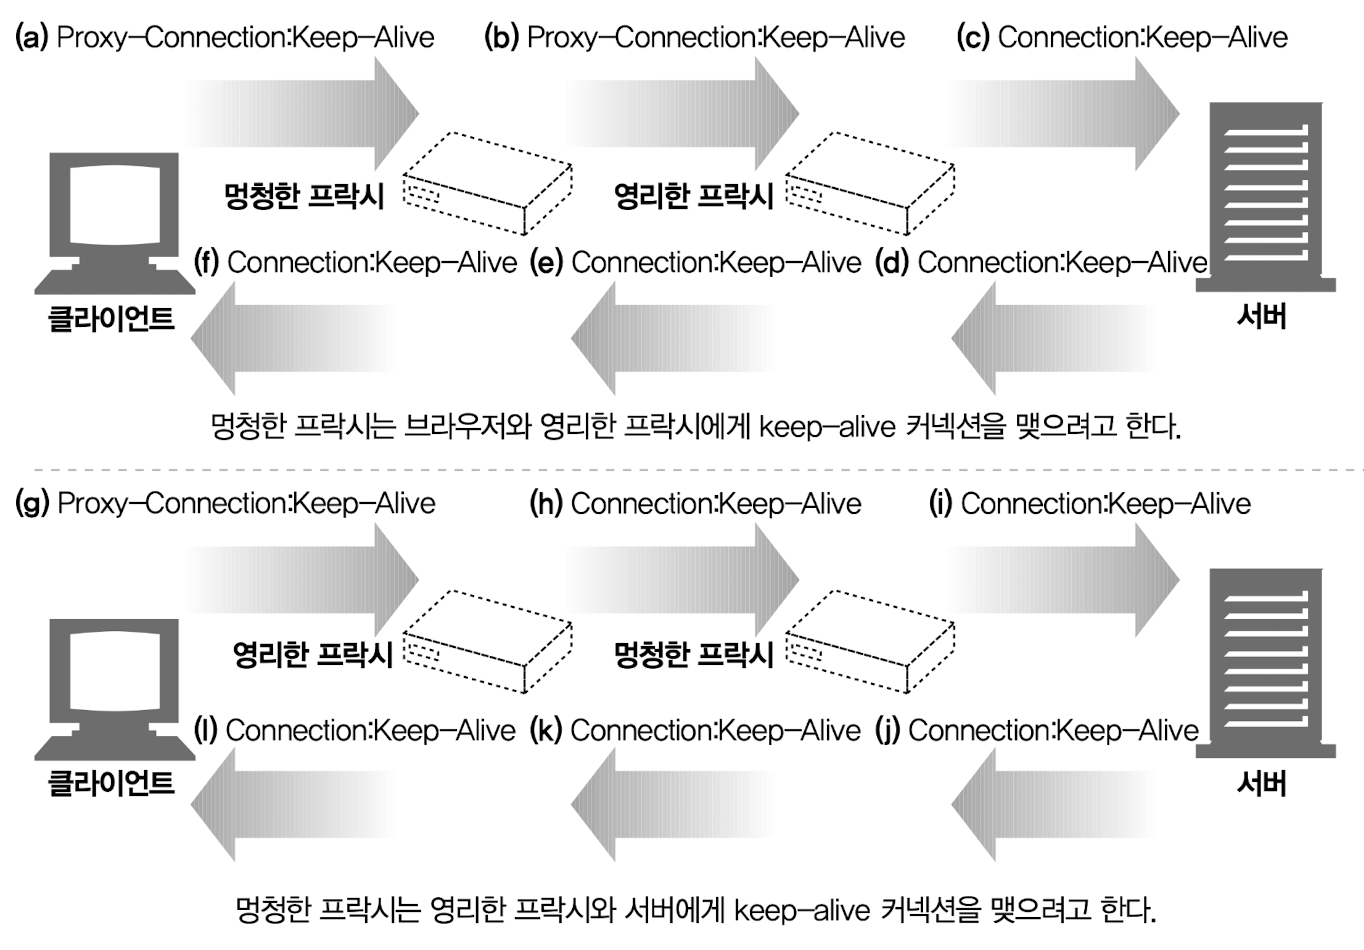 (a) Proxy-Connection:Keep-Alive (b) Proxy-Connection:Keep-Alive (c) Connection:Keep-Alive
멍청한 프락시 영리한 프락시
(f) Connection:Keep-Alive (e) Connection:Keep-Alive (d) Connection:Keep-Alive
클라이언트 서버
멍청한 프락시는 브라우저와 영리한 프락시에게 keep-alive 커넥션을 맺으려고 한다.
(g) Proxy-Connection:Keep-Alive (h) Connection:Keep-Alive (i) Connection:Keep-Alive
영리한 프락시 멍청한 프락시
(l) Connection:Keep-Alive (k) Connection:Keep-Alive (j) Connection:Keep-Alive
클라이언트 서버
멍청한 프락시는 영리한 프락시와 서버에게 keep-alive 커넥션을 맺으려고 한다.